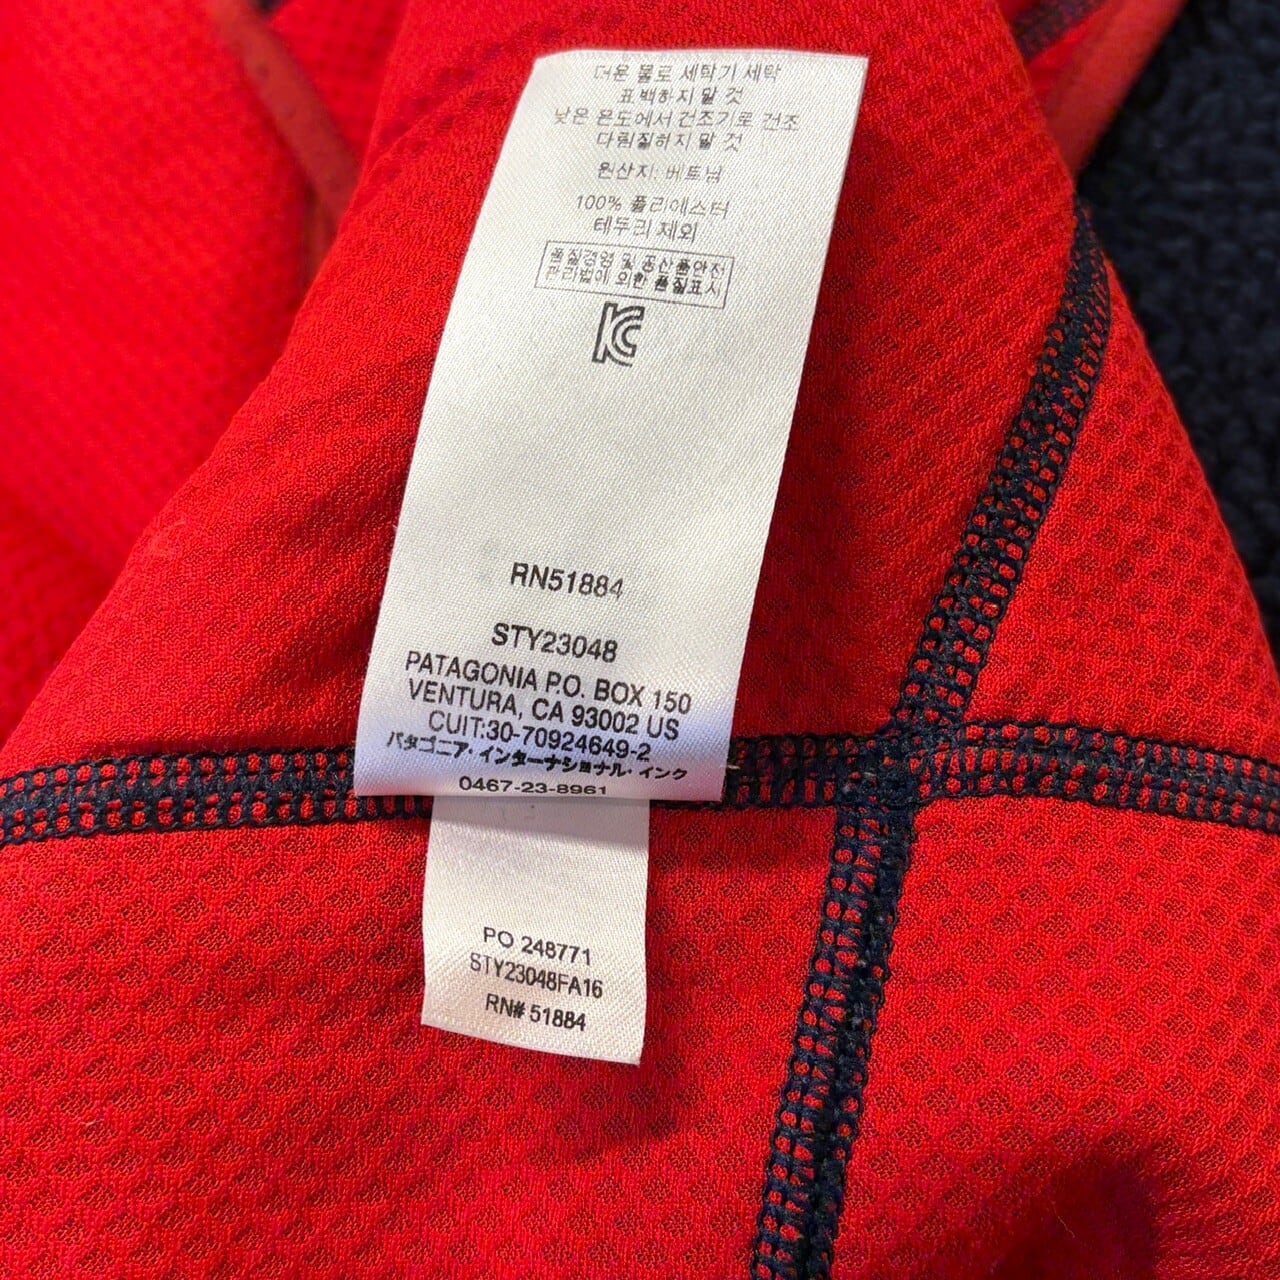 더운 물로 세탁기 세탁
표백하지 말 것
낮은 온도에서 건조기로 건조
다림질하지 말 것
원산지: 베트남
100% 폴리에스터
테두리 제외
품질경영 및 공산품안전
관리법에 의한 품질표시
KC
RN51884
STY23048
PATAGONIA P.O. BOX 150
VENTURA, CA 93002 US
CUIT:30-70924649-2
パタゴニア・インターナショナル・インク
0467-23-8961
PO 248771
STY23048FA16
RN# 51884